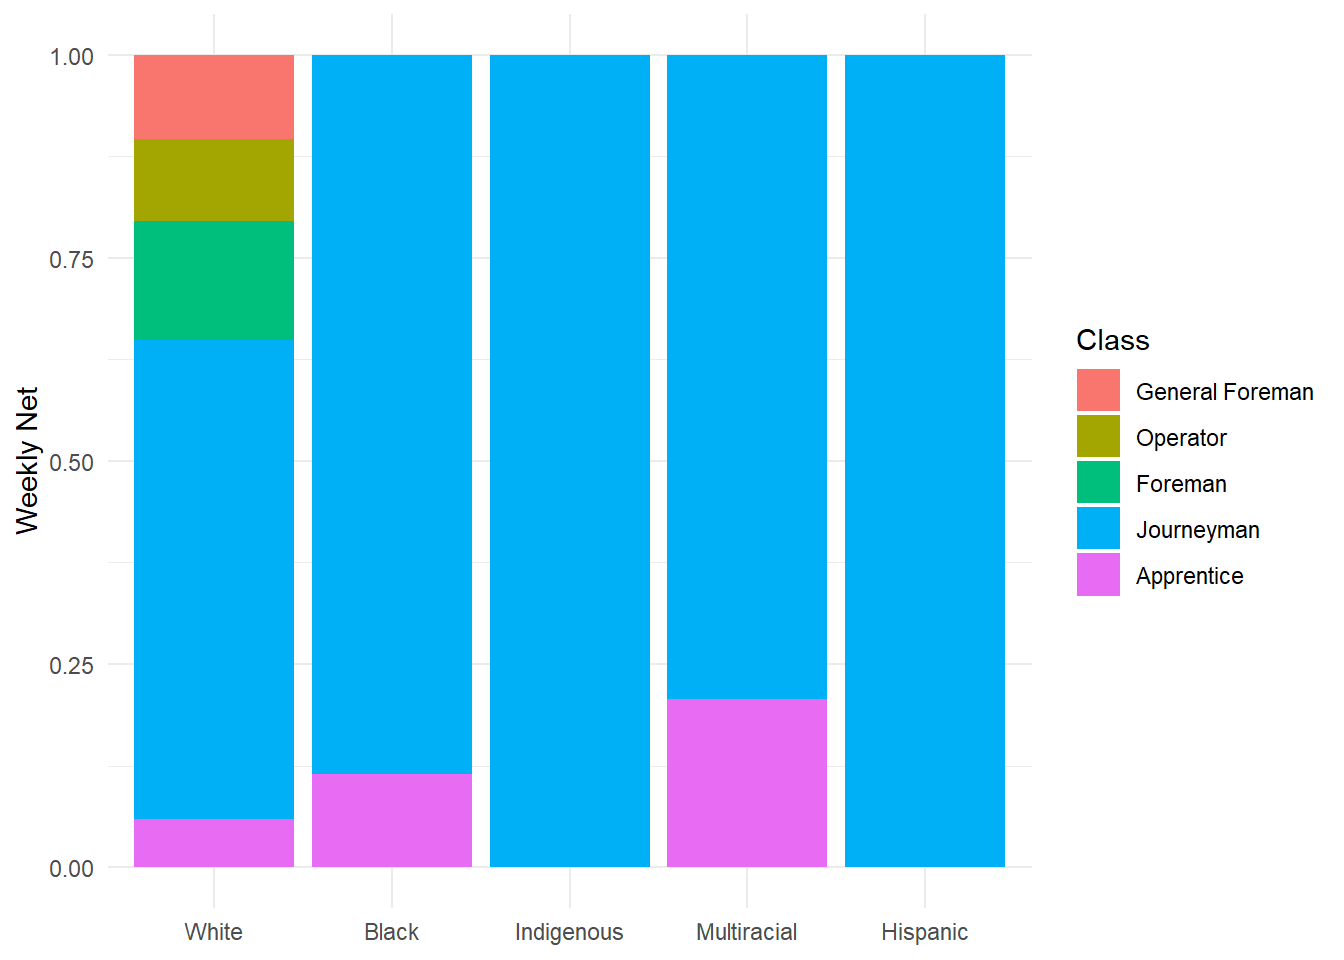 Weekly Net
1.00
0.75
0.50
0.25
0.00
White
Black
Indigenous
Multiracial
Hispanic
Class
General Foreman
Operator
Foreman
Journeyman
Apprentice